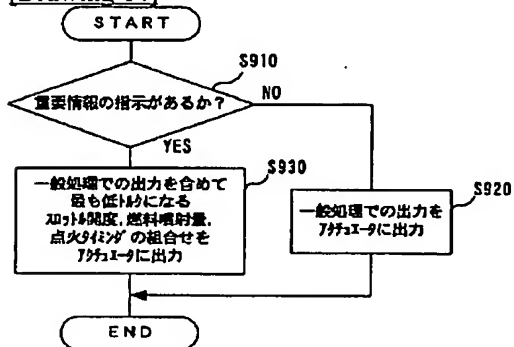 START
S910
重要情報の指示があるか?
NO
YES
S930
一般処理での出力を含めて
最も低トルクになる
スロットル開度,燃料噴射量,
点火タイミングの組合せを
アクチュエータに出力
S920
一般処理での出力を
アクチュエータに出力
END